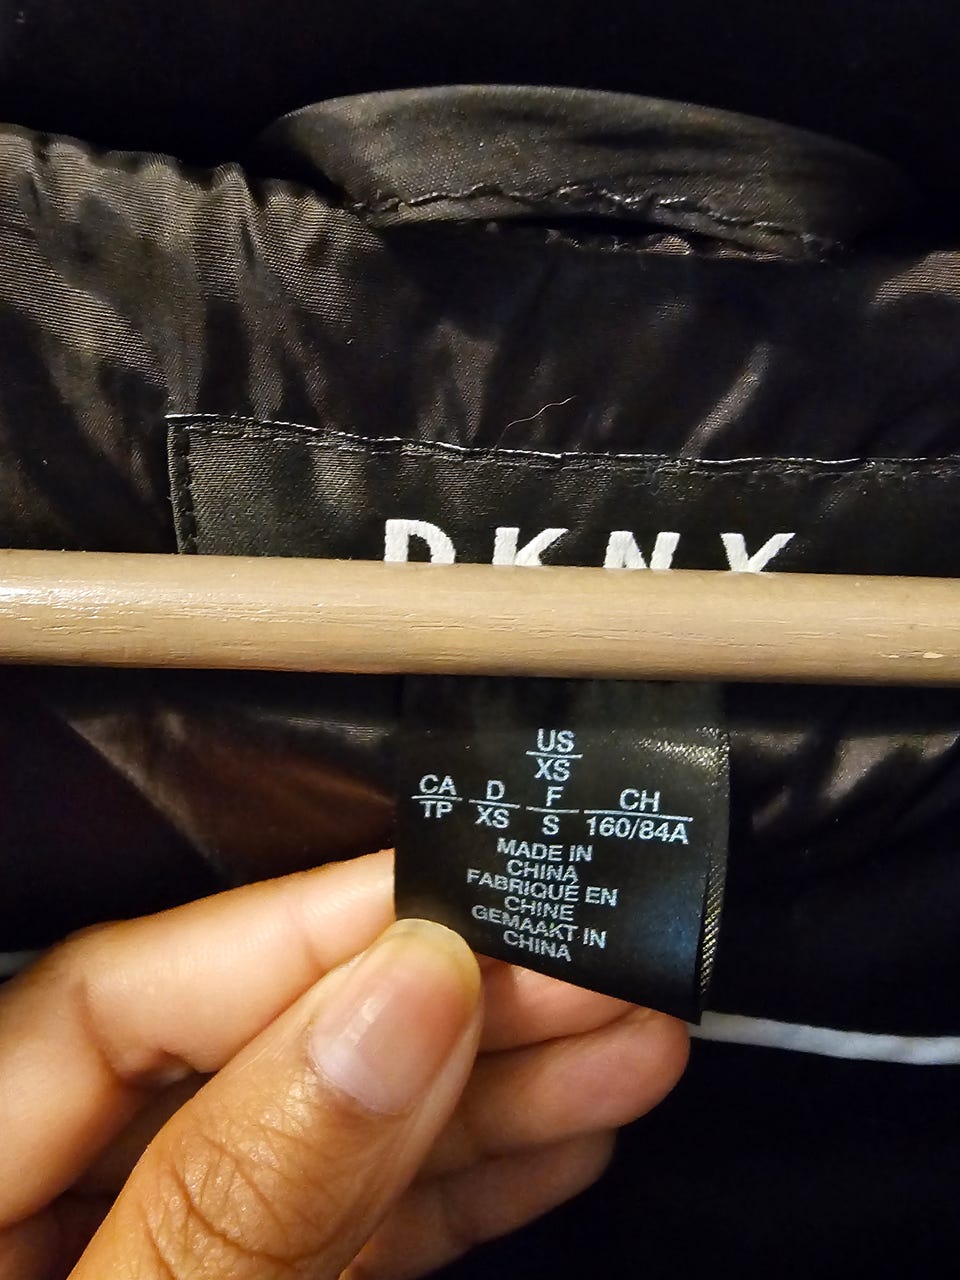 DKNY
US
XS
CA D F CH
TP XS S 160/84A
MADE IN
CHINA
FABRIQUÉ EN
CHINE
GEMAAKT IN
CHINA